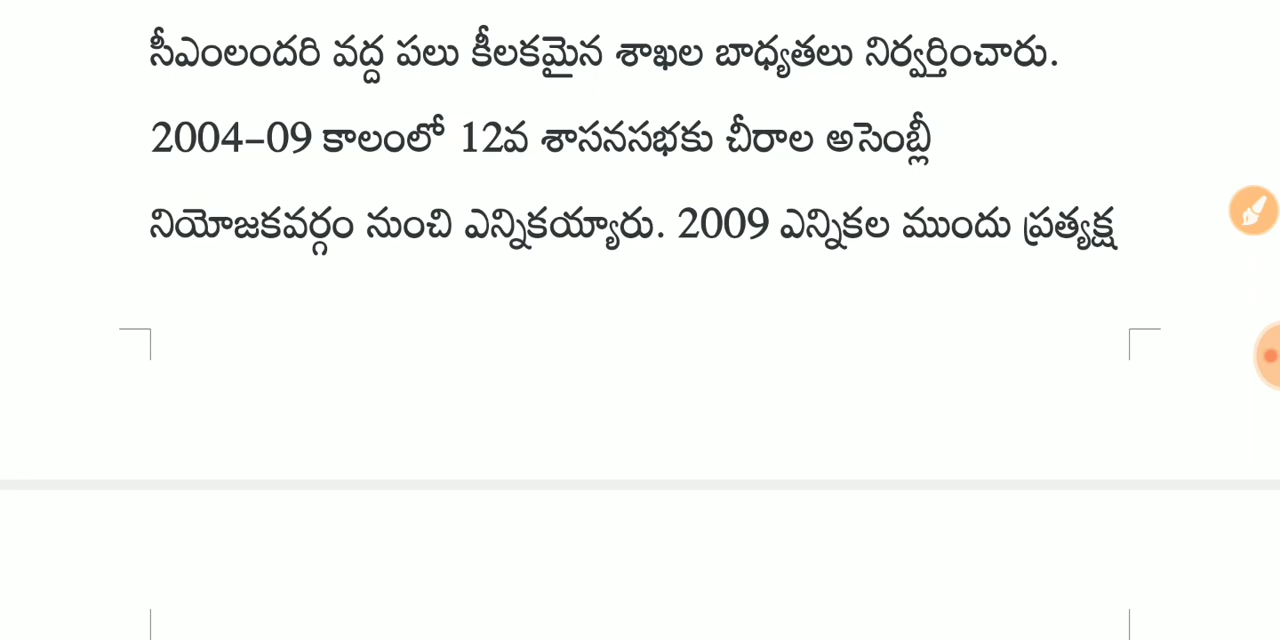 సీఎంలందరి వద్ద పలు కీలకమైన శాఖల బాధ్యతలు నిర్వర్తించారు.
2004–09 కాలంలో 12వ శాసనసభకు చీరాల అసెంబ్లీ
నియోజకవర్గం నుంచి ఎన్నికయ్యారు. 2009 ఎన్నికల ముందు ప్రత్యక్ష